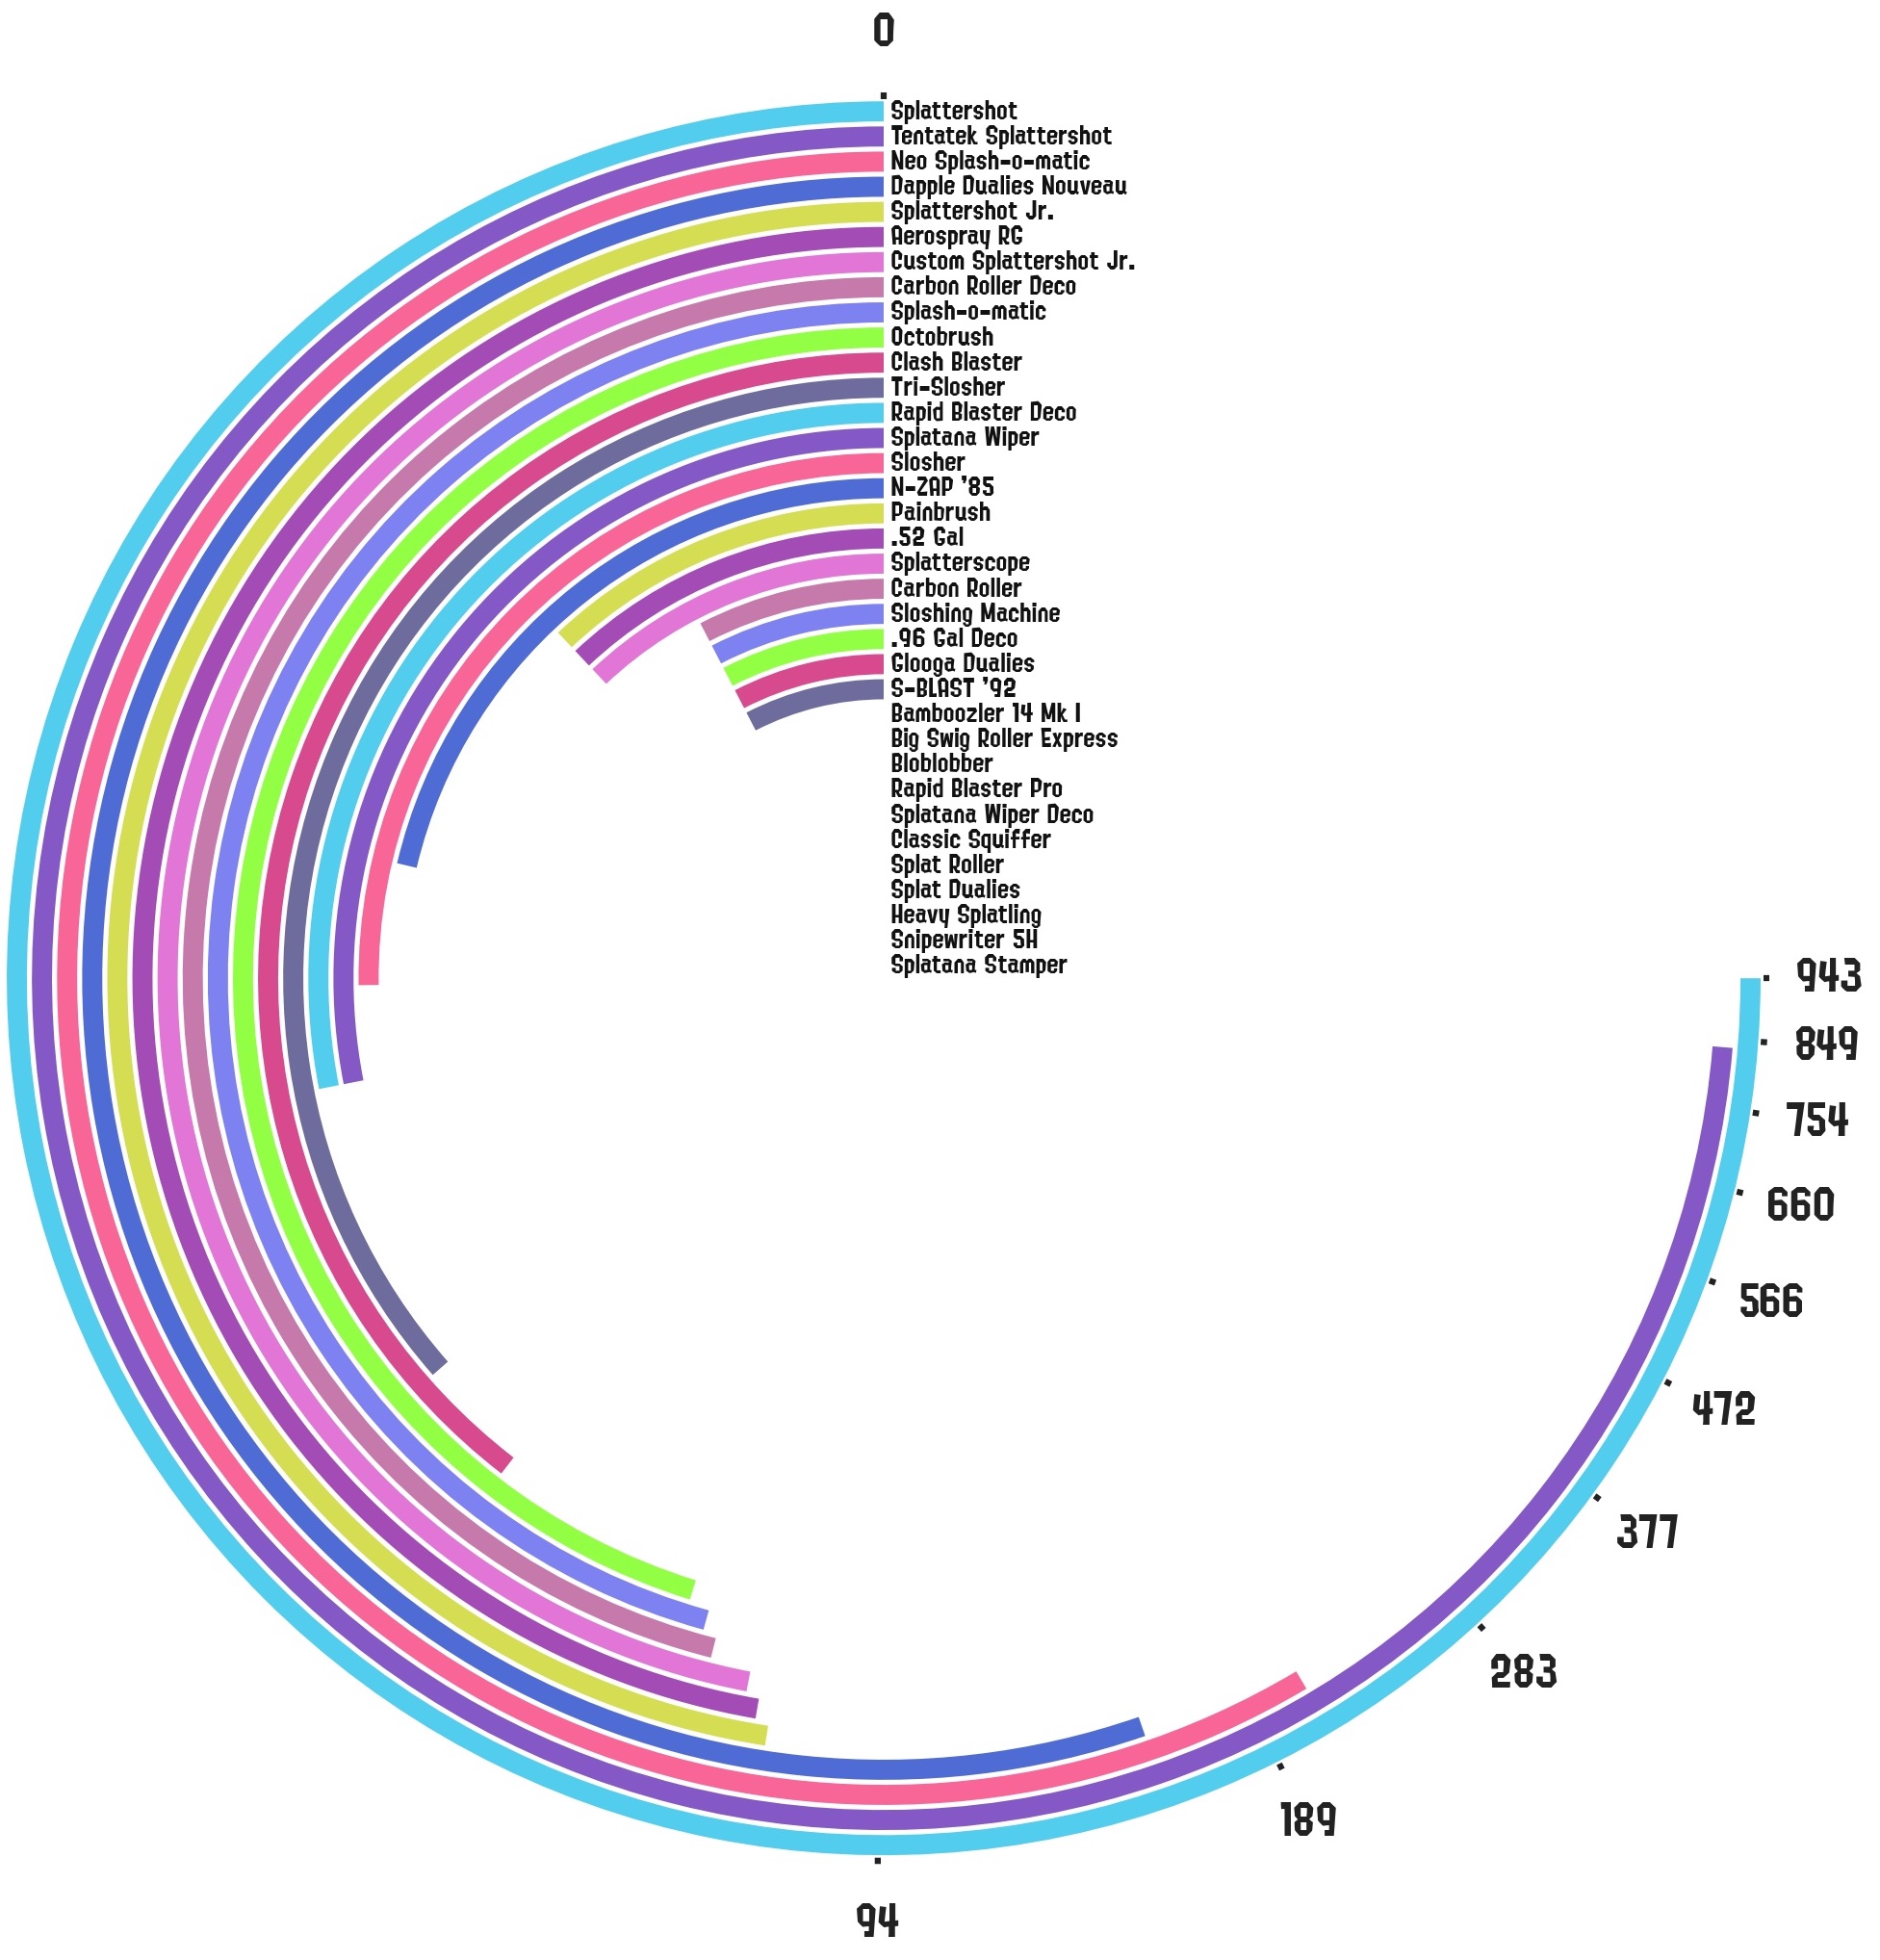 0
Splattershot
Tentatek Splattershot
Neo Splash-o-matic
Dapple Dualies Nouveau
Splattershot Jr.
Aerospray RG
Custom Splattershot Jr.
Carbon Roller Deco
Splash-o-matic
Octobrush
Clash Blaster
Tri-Slosher
Rapid Blaster Deco
Splatana Wiper
Slosher
N-ZAP '85
Painbrush
.52 Gal
Splatterscope
Carbon Roller
Sloshing Machine
.96 Gal Deco
Glooga Dualies
S-BLAST '92
Bamboozler 14 Mk I
Big Swig Roller Express
Bloblobber
Rapid Blaster Pro
Splatana Wiper Deco
Classic Squiffer
Splat Roller
Splat Dualies
Heavy Splatling
Snipewriter 5H
Splatana Stamper
943
849
754
660
566
472
377
283
189
94